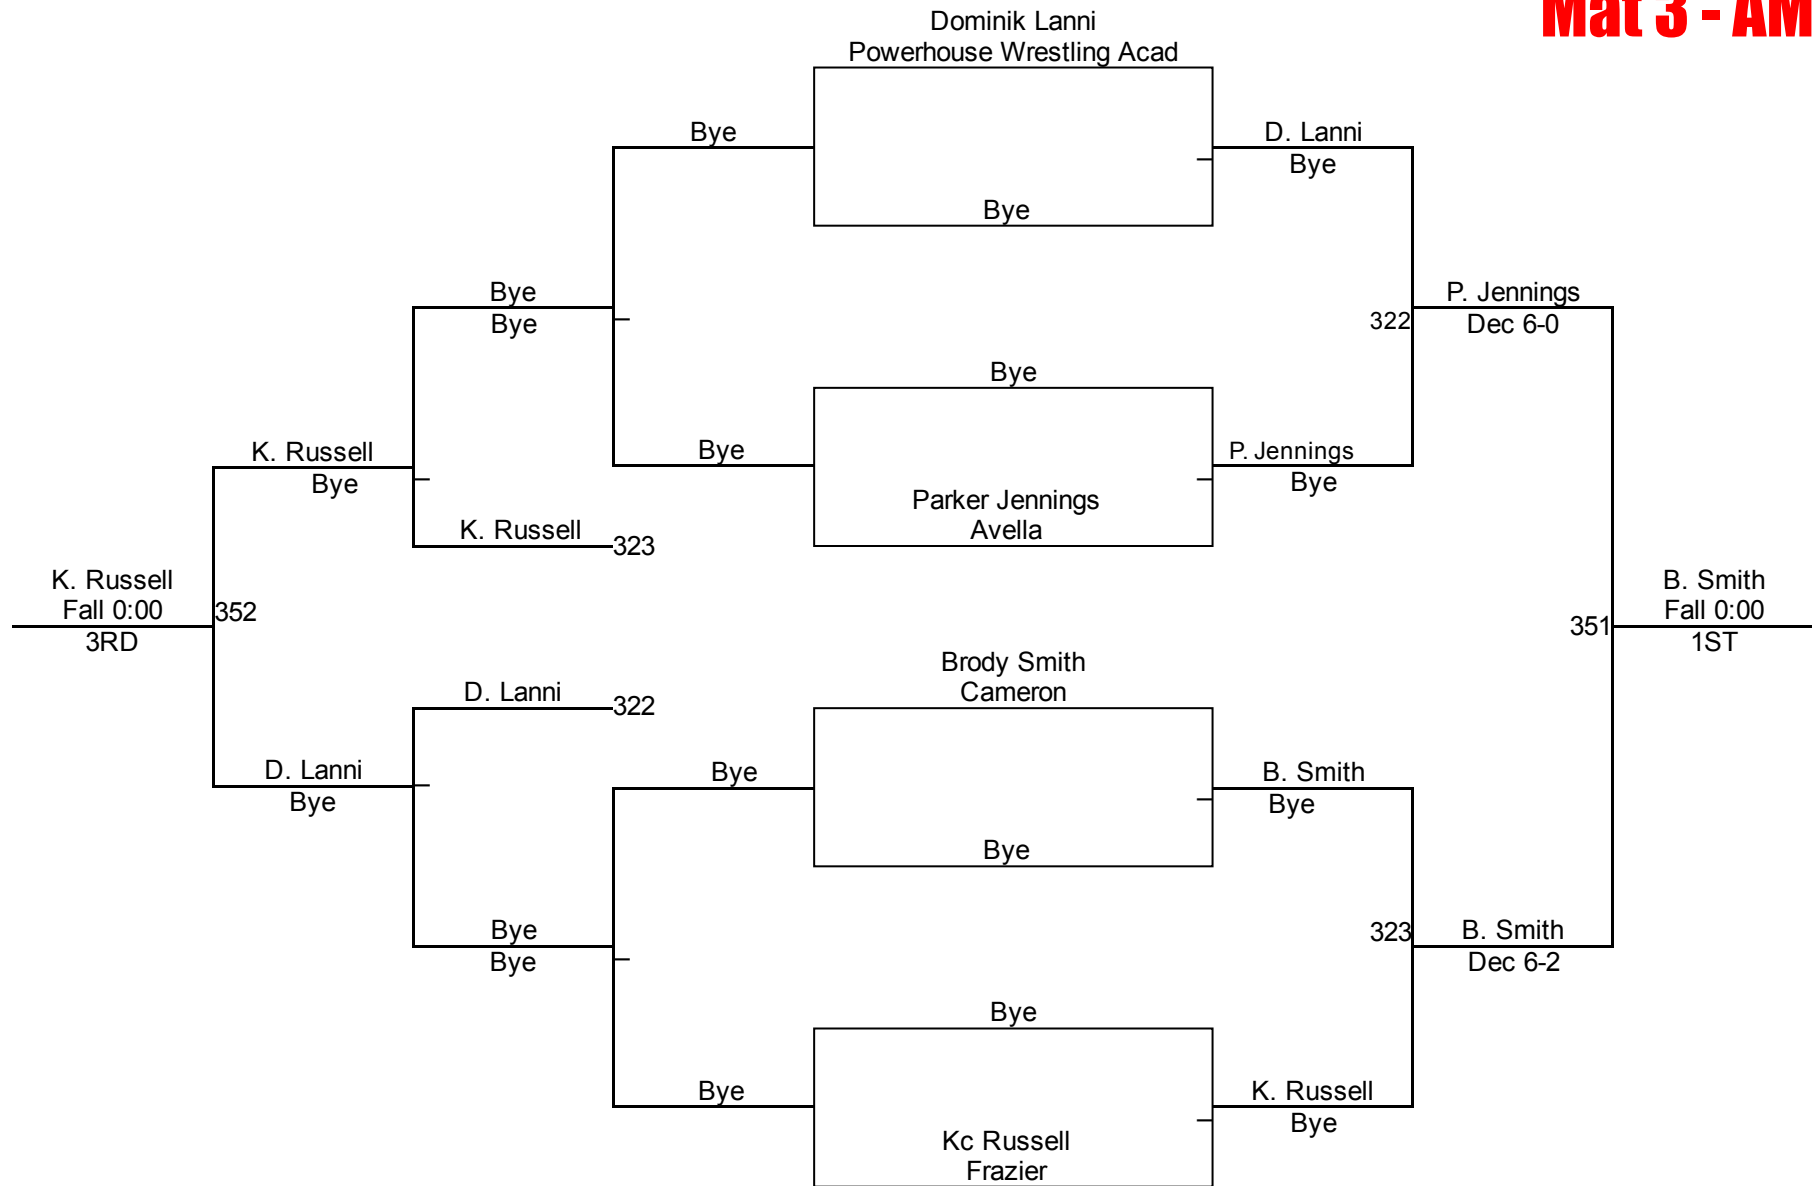 Mat 3 - AM
Dominik Lanni
Powerhouse Wrestling Acad
Bye
D. Lanni
Bye
Bye
Bye
Bye
322
P. Jennings
Dec 6-0
Bye
K. Russell
Bye
Bye
P. Jennings
Bye
Parker Jennings
Avella
K. Russell
323
K. Russell
Fall 0:00
3RD
352
351
B. Smith
Fall 0:00
1ST
Brody Smith
Cameron
D. Lanni
322
D. Lanni
Bye
Bye
B. Smith
Bye
Bye
Bye
Bye
323
B. Smith
Dec 6-2
Bye
Bye
K. Russell
Bye
Kc Russell
Frazier